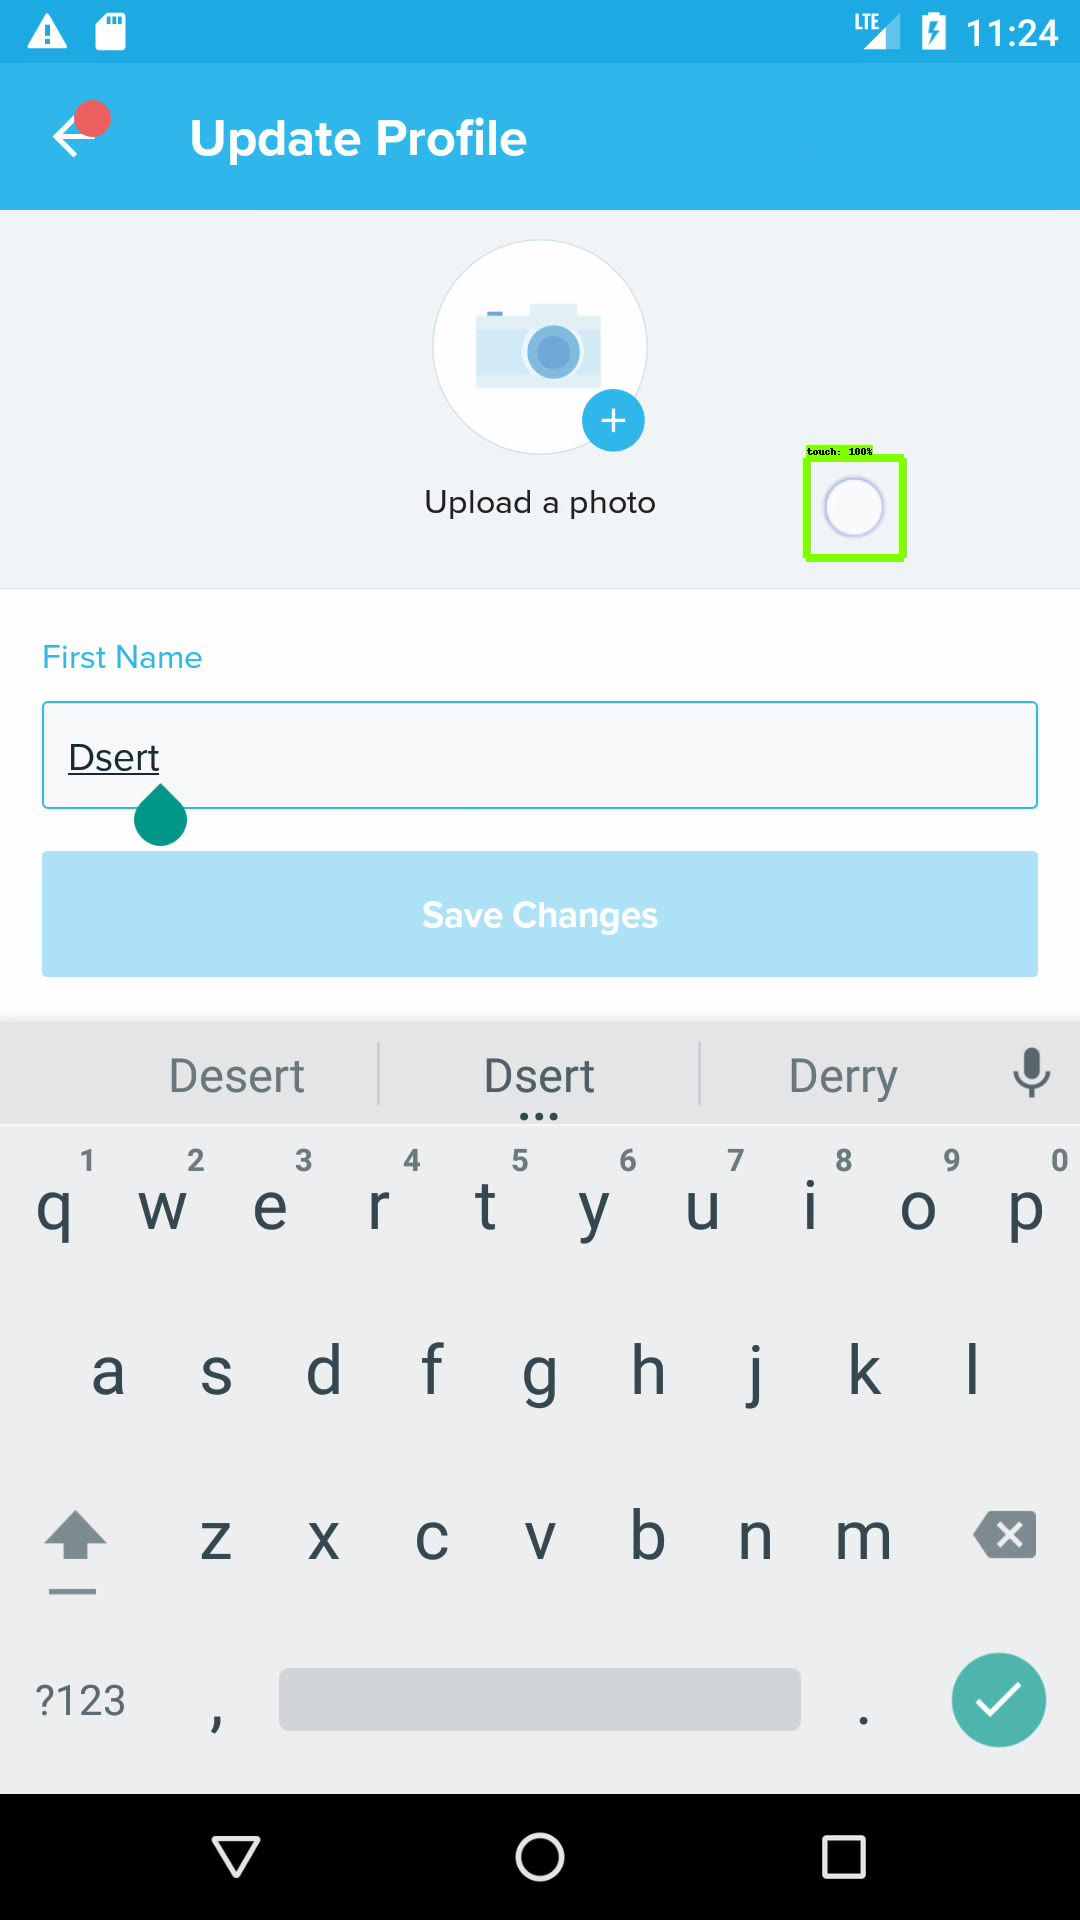 LTE 11:24
Update Profile
Upload a photo
touch: 100%
First Name
Dsert
Save Changes
Desert Dsert Derry
1 2 3 4 5 6 7 8 9 0
q w e r t y u i o p
a s d f g h j k l
z x c v b n m
?123 , .